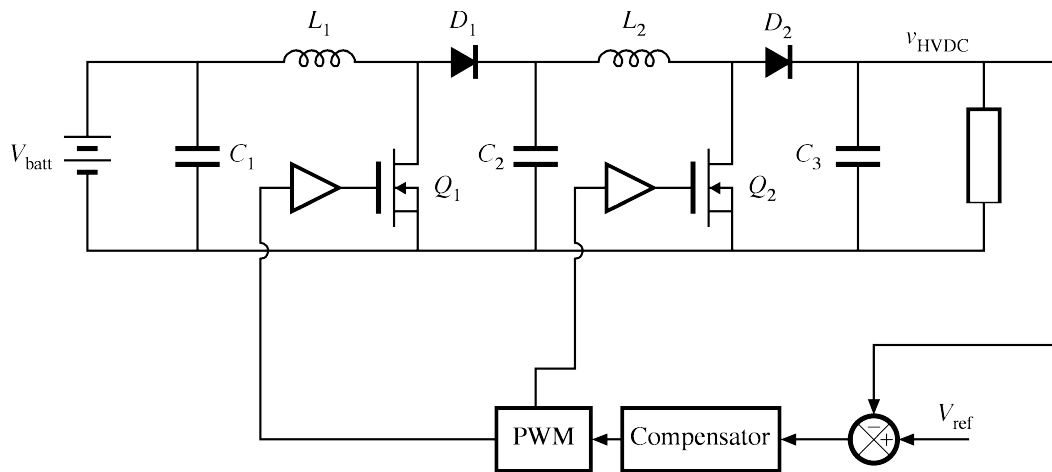 L1
D1
L2
D2
vHVDC
Vbatt
C1
Q1
C2
Q2
C3
PWM
Compensator
−
+
Vref